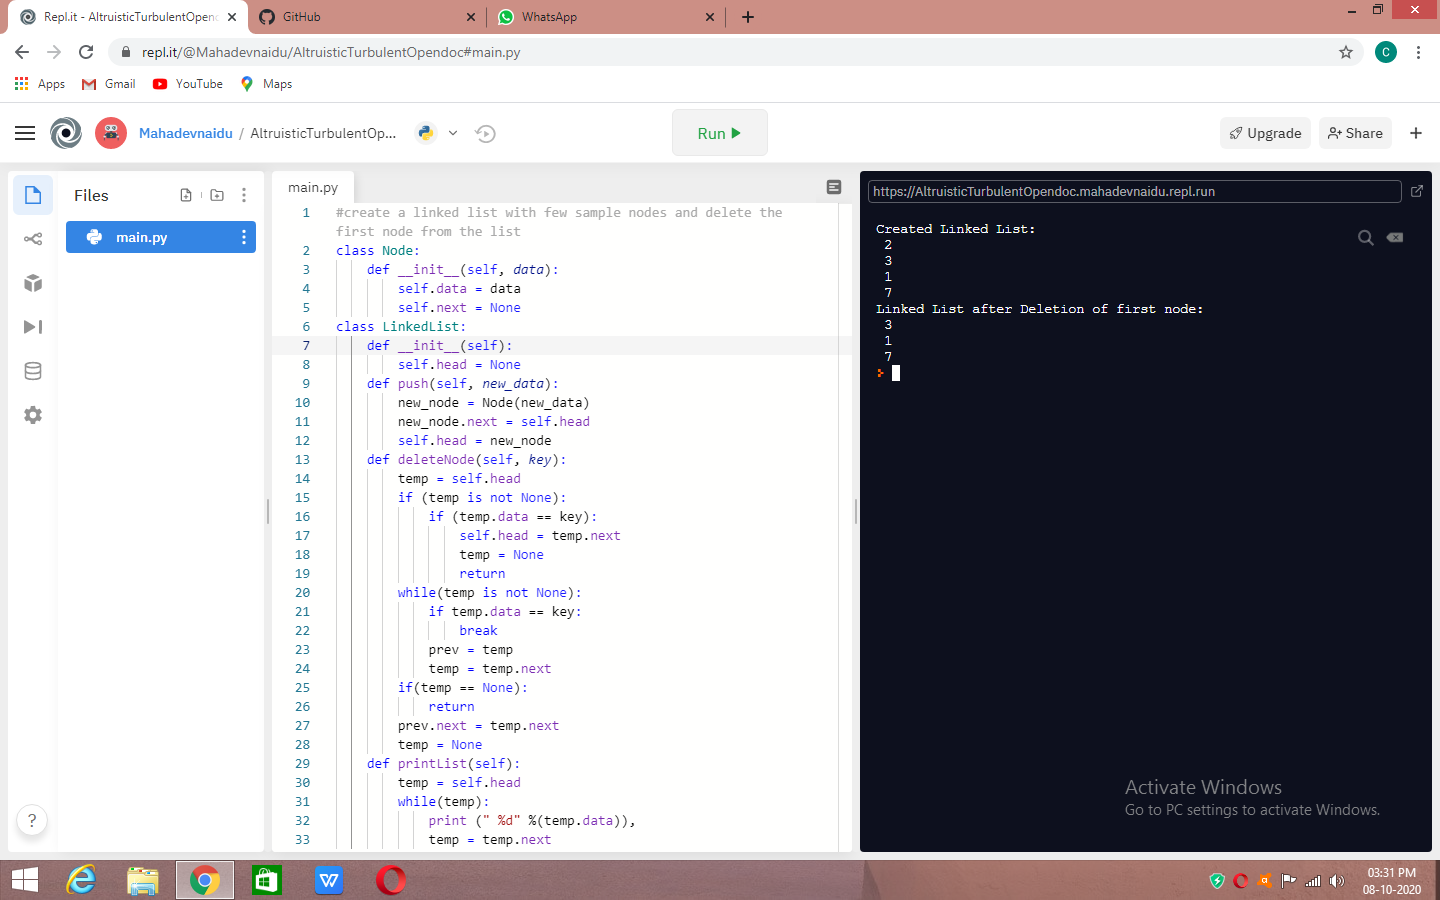 Repl.it - AltruisticTurbulentOpend
GitHub
WhatsApp
repl.it/@Mahadevnaidu/AltruisticTurbulentOpendoc#main.py
C
Apps Gmail YouTube Maps
Mahadevnaidu / AltruisticTurbulentOp...
Run
Upgrade
Share
Files
main.py
main.py
1 #create a linked list with few sample nodes and delete the
first node from the list
2 class Node:
3 def __init__(self, data):
4 self.data = data
5 self.next = None
6 class LinkedList:
7 def __init__(self):
8 self.head = None
9 def push(self, new_data):
10 new_node = Node(new_data)
11 new_node.next = self.head
12 self.head = new_node
13 def deleteNode(self, key):
14 temp = self.head
15 if (temp is not None):
16 if (temp.data == key):
17 self.head = temp.next
18 temp = None
19 return
20 while(temp is not None):
21 if temp.data == key:
22 break
23 prev = temp
24 temp = temp.next
25 if(temp == None):
26 return
27 prev.next = temp.next
28 temp = None
29 def printList(self):
30 temp = self.head
31 while(temp):
32 print (" %d" %(temp.data)),
33 temp = temp.next
https://AltruisticTurbulentOpendoc.mahadevnaidu.repl.run
Created Linked List:
2
3
1
7
Linked List after Deletion of first node:
3
1
7
Activate Windows
Go to PC settings to activate Windows.
?
03:31 PM
08-10-2020